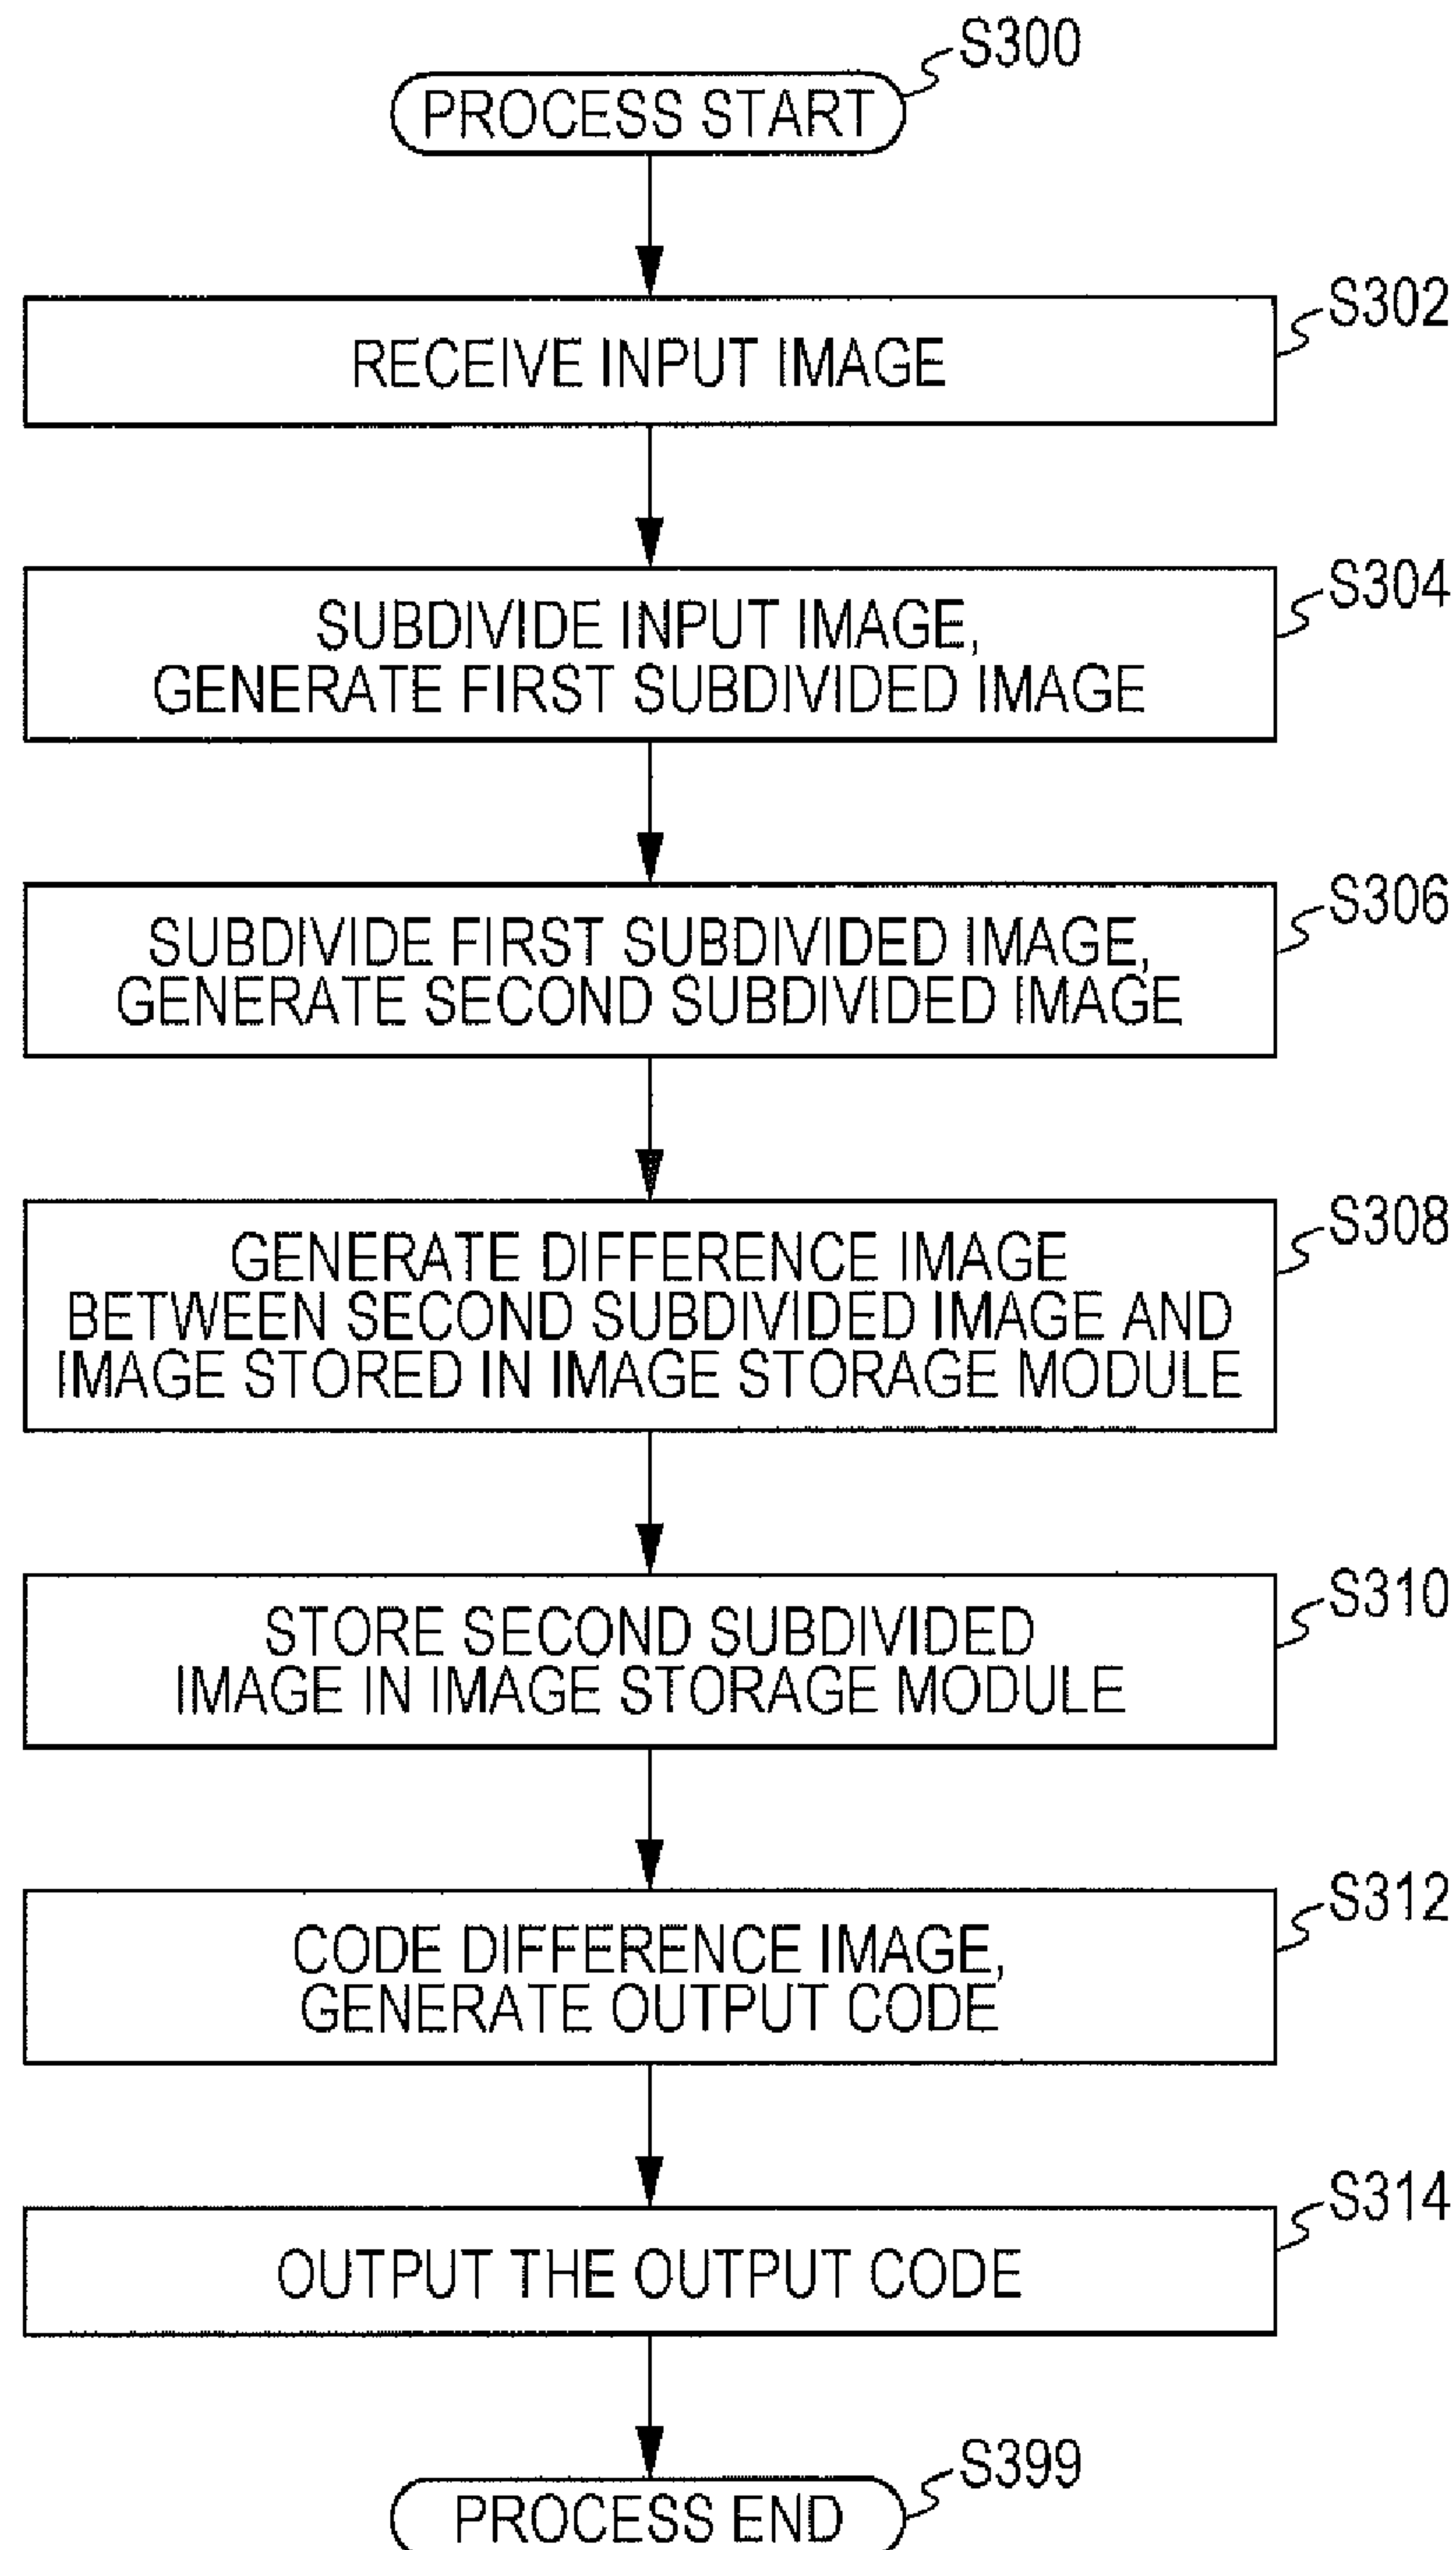 S300
PROCESS START
S302
RECEIVE INPUT IMAGE
S304
SUBDIVIDE INPUT IMAGE,
GENERATE FIRST SUBDIVIDED IMAGE
S306
SUBDIVIDE FIRST SUBDIVIDED IMAGE,
GENERATE SECOND SUBDIVIDED IMAGE
S308
GENERATE DIFFERENCE IMAGE
BETWEEN SECOND SUBDIVIDED IMAGE AND
IMAGE STORED IN IMAGE STORAGE MODULE
S310
STORE SECOND SUBDIVIDED
IMAGE IN IMAGE STORAGE MODULE
S312
CODE DIFFERENCE IMAGE,
GENERATE OUTPUT CODE
S314
OUTPUT THE OUTPUT CODE
S399
PROCESS END